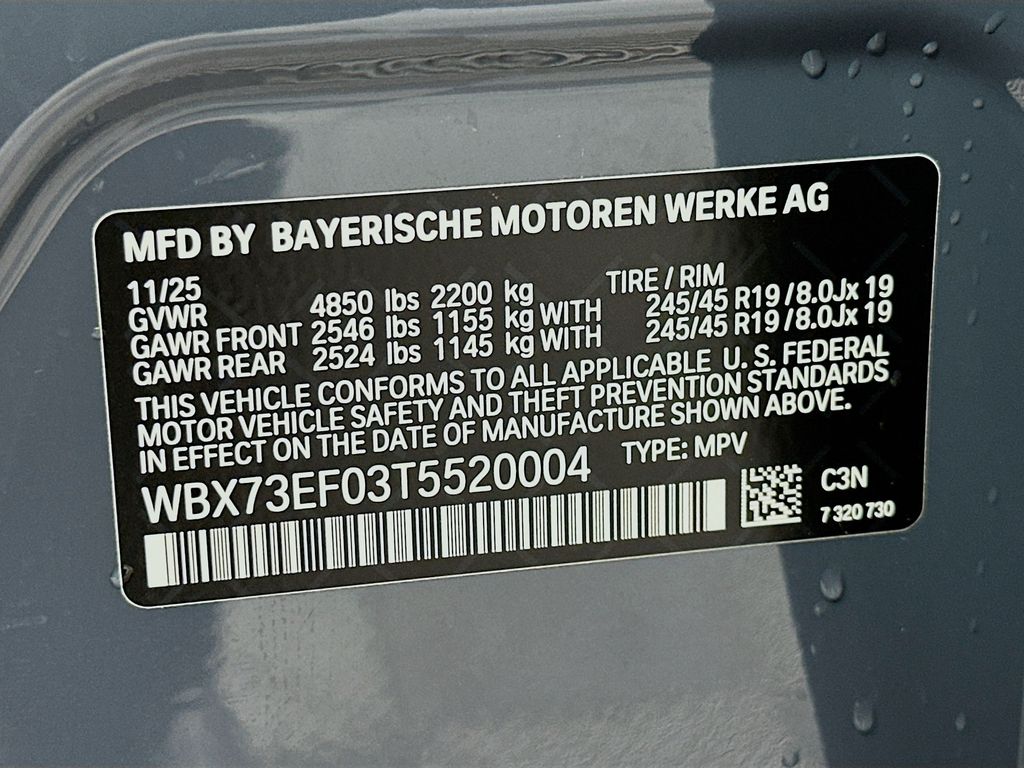 MFD BY BAYERISCHE MOTOREN WERKE AG
11/25 TIRE / RIM
GVWR 4850 lbs 2200 kg
GAWR FRONT 2546 lbs 1155 kg WITH 245/45 R19 / 8.0Jx 19
GAWR REAR 2524 lbs 1145 kg WITH 245/45 R19 / 8.0Jx 19
THIS VEHICLE CONFORMS TO ALL APPLICABLE U. S. FEDERAL
MOTOR VEHICLE SAFETY AND THEFT PREVENTION STANDARDS
IN EFFECT ON THE DATE OF MANUFACTURE SHOWN ABOVE.
WBX73EF03T5520004 TYPE: MPV
C3N
7 320 730